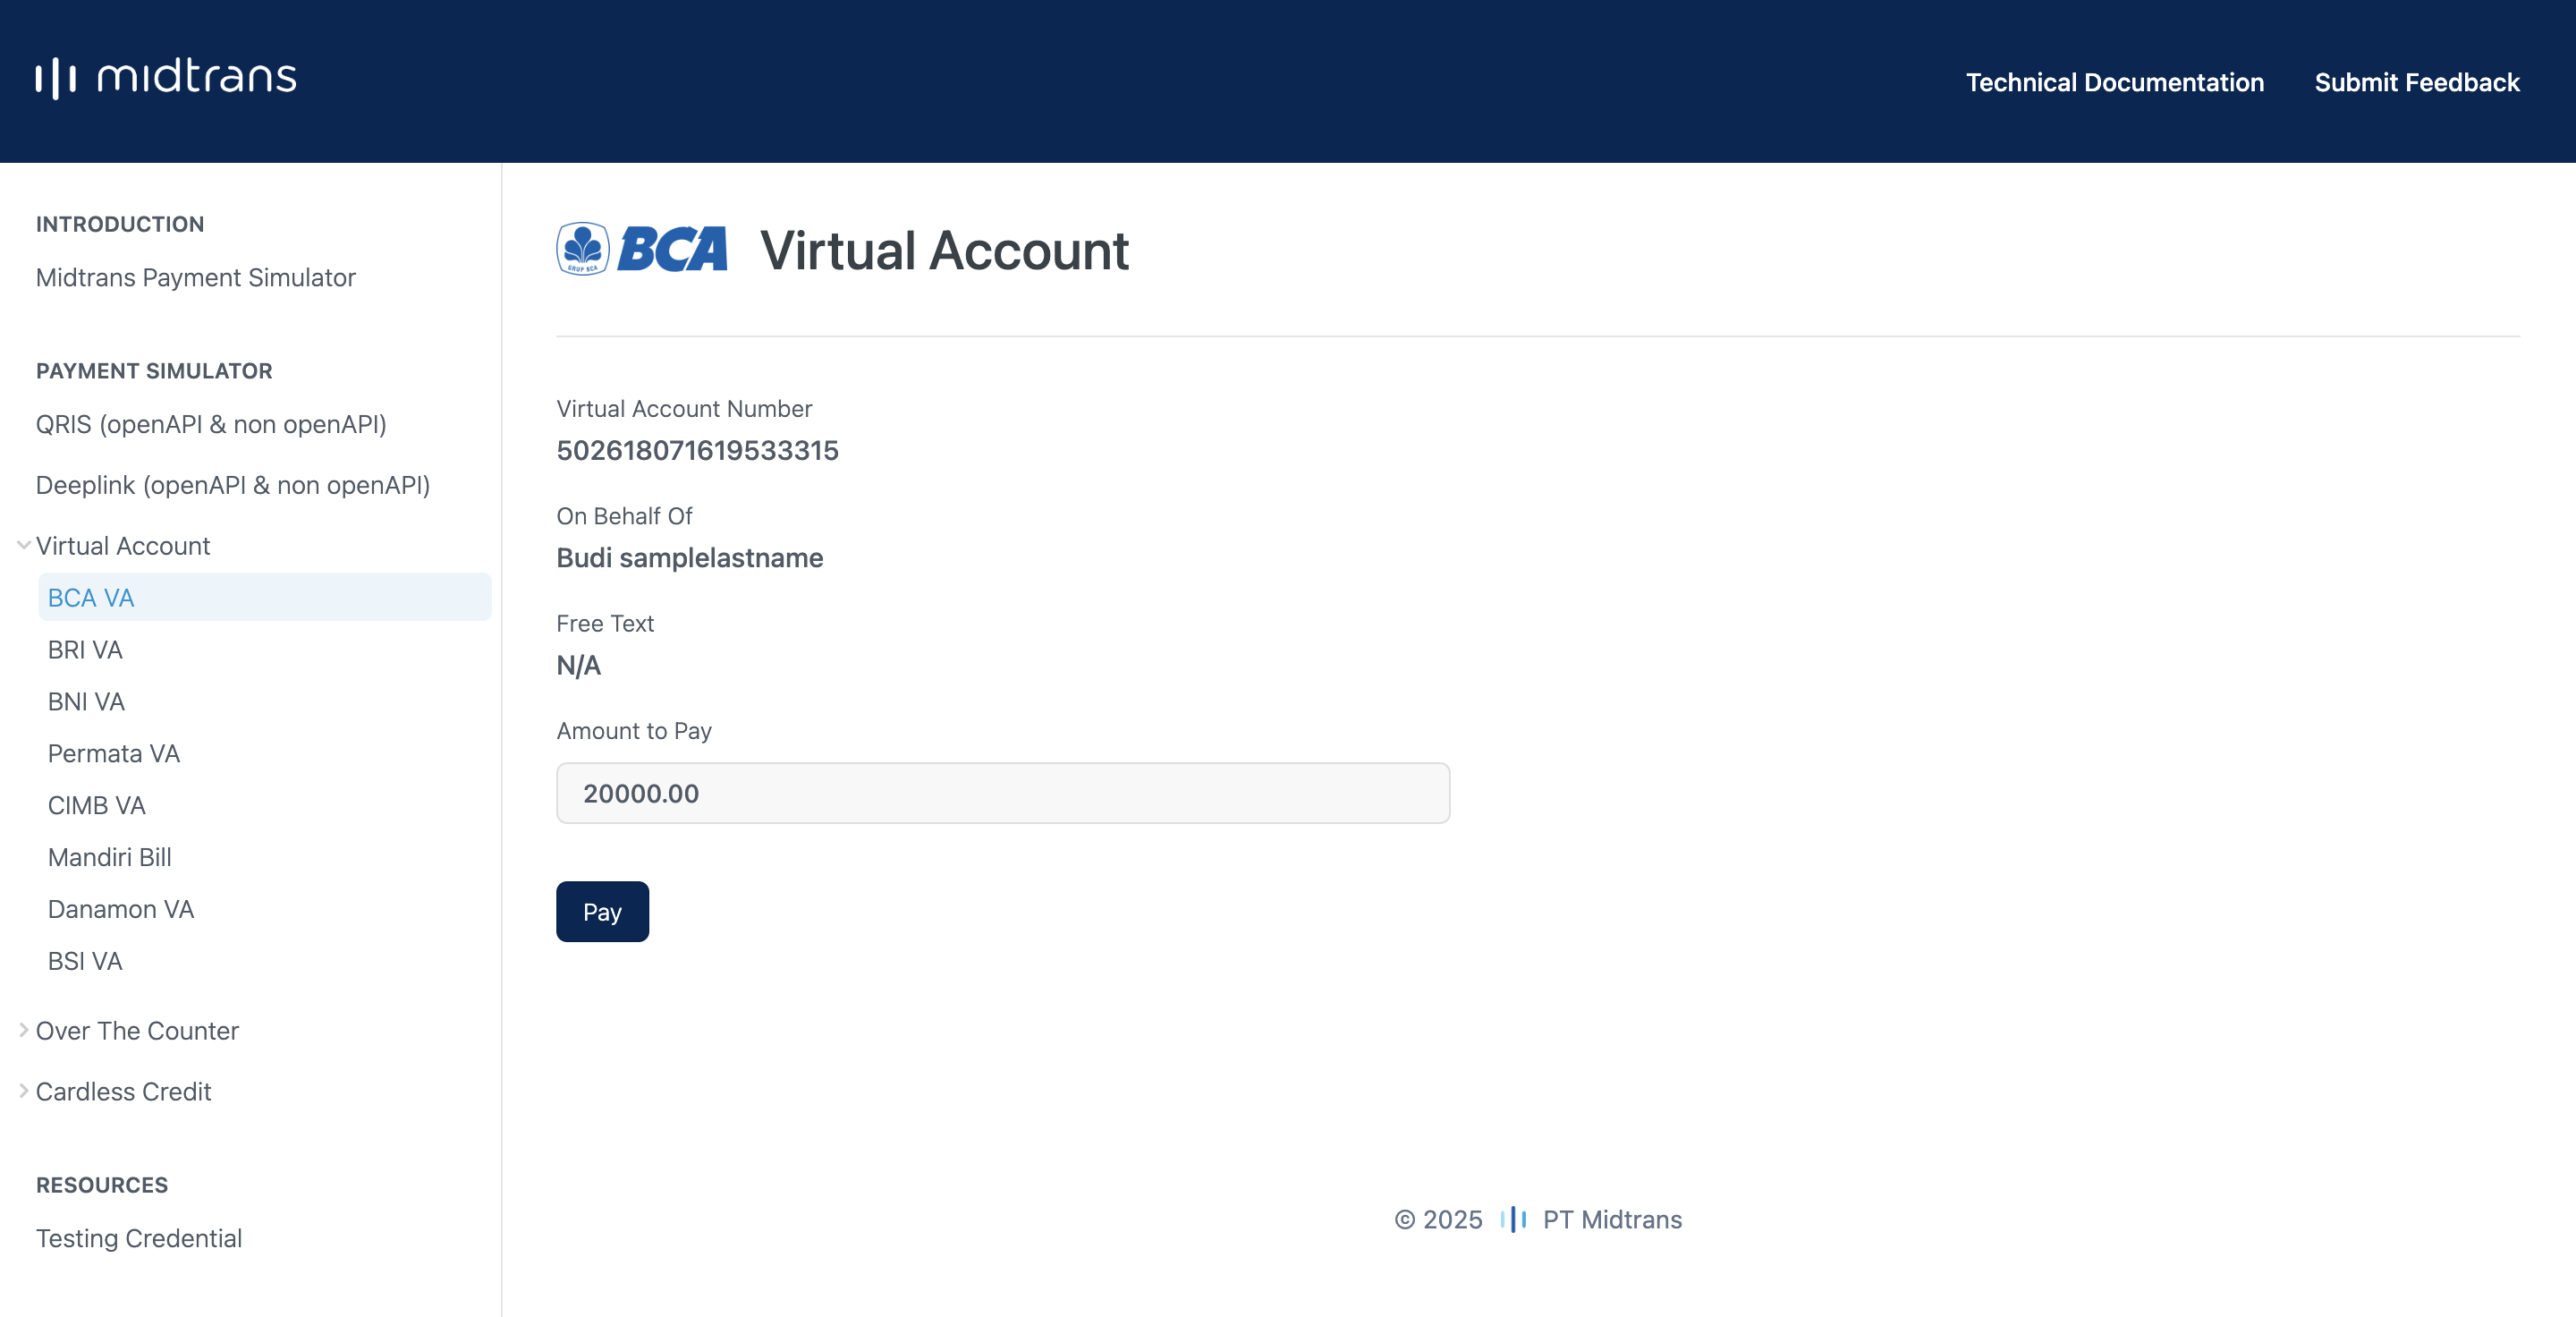 midtrans
Technical Documentation
Submit Feedback
INTRODUCTION
Midtrans Payment Simulator
PAYMENT SIMULATOR
QRIS (openAPI & non openAPI)
Deeplink (openAPI & non openAPI)
Virtual Account
BCA VA
BRI VA
BNI VA
Permata VA
CIMB VA
Mandiri Bill
Danamon VA
BSI VA
Over The Counter
Cardless Credit
RESOURCES
Testing Credential
GRUP BCA
BCA
Virtual Account
Virtual Account Number
502618071619533315
On Behalf Of
Budi samplelastname
Free Text
N/A
Amount to Pay
20000.00
Pay
© 2025 PT Midtrans